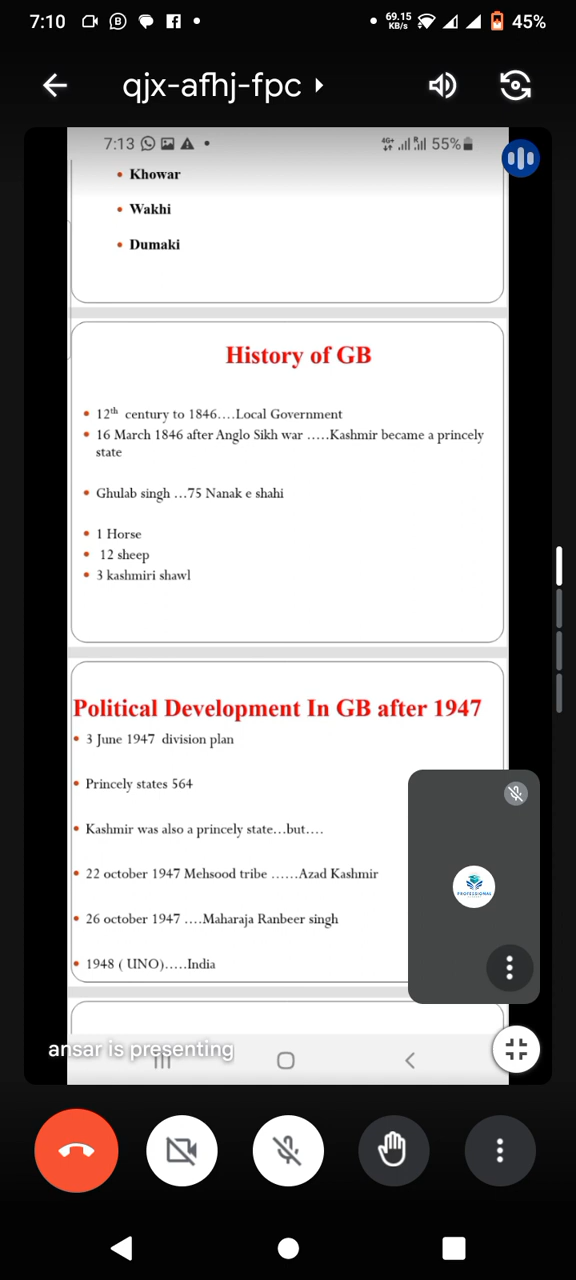 7:10
69.15
KB/s
45%
qjx-afhj-fpc
7:13
4G+
R
55%
• Khowar
• Wakhi
• Dumaki
History of GB
• 12th century to 1846....Local Government
• 16 March 1846 after Anglo Sikh war .....Kashmir became a princely
state
• Ghulab singh ...75 Nanak e shahi
• 1 Horse
• 12 sheep
• 3 kashmiri shawl
Political Development In GB after 1947
• 3 June 1947 division plan
• Princely states 564
• Kashmir was also a princely state...but....
• 22 october 1947 Mehsood tribe ......Azad Kashmir
• 26 october 1947 ....Maharaja Ranbeer singh
• 1948 ( UNO).....India
PROFESSIONAL
ansar is presenting